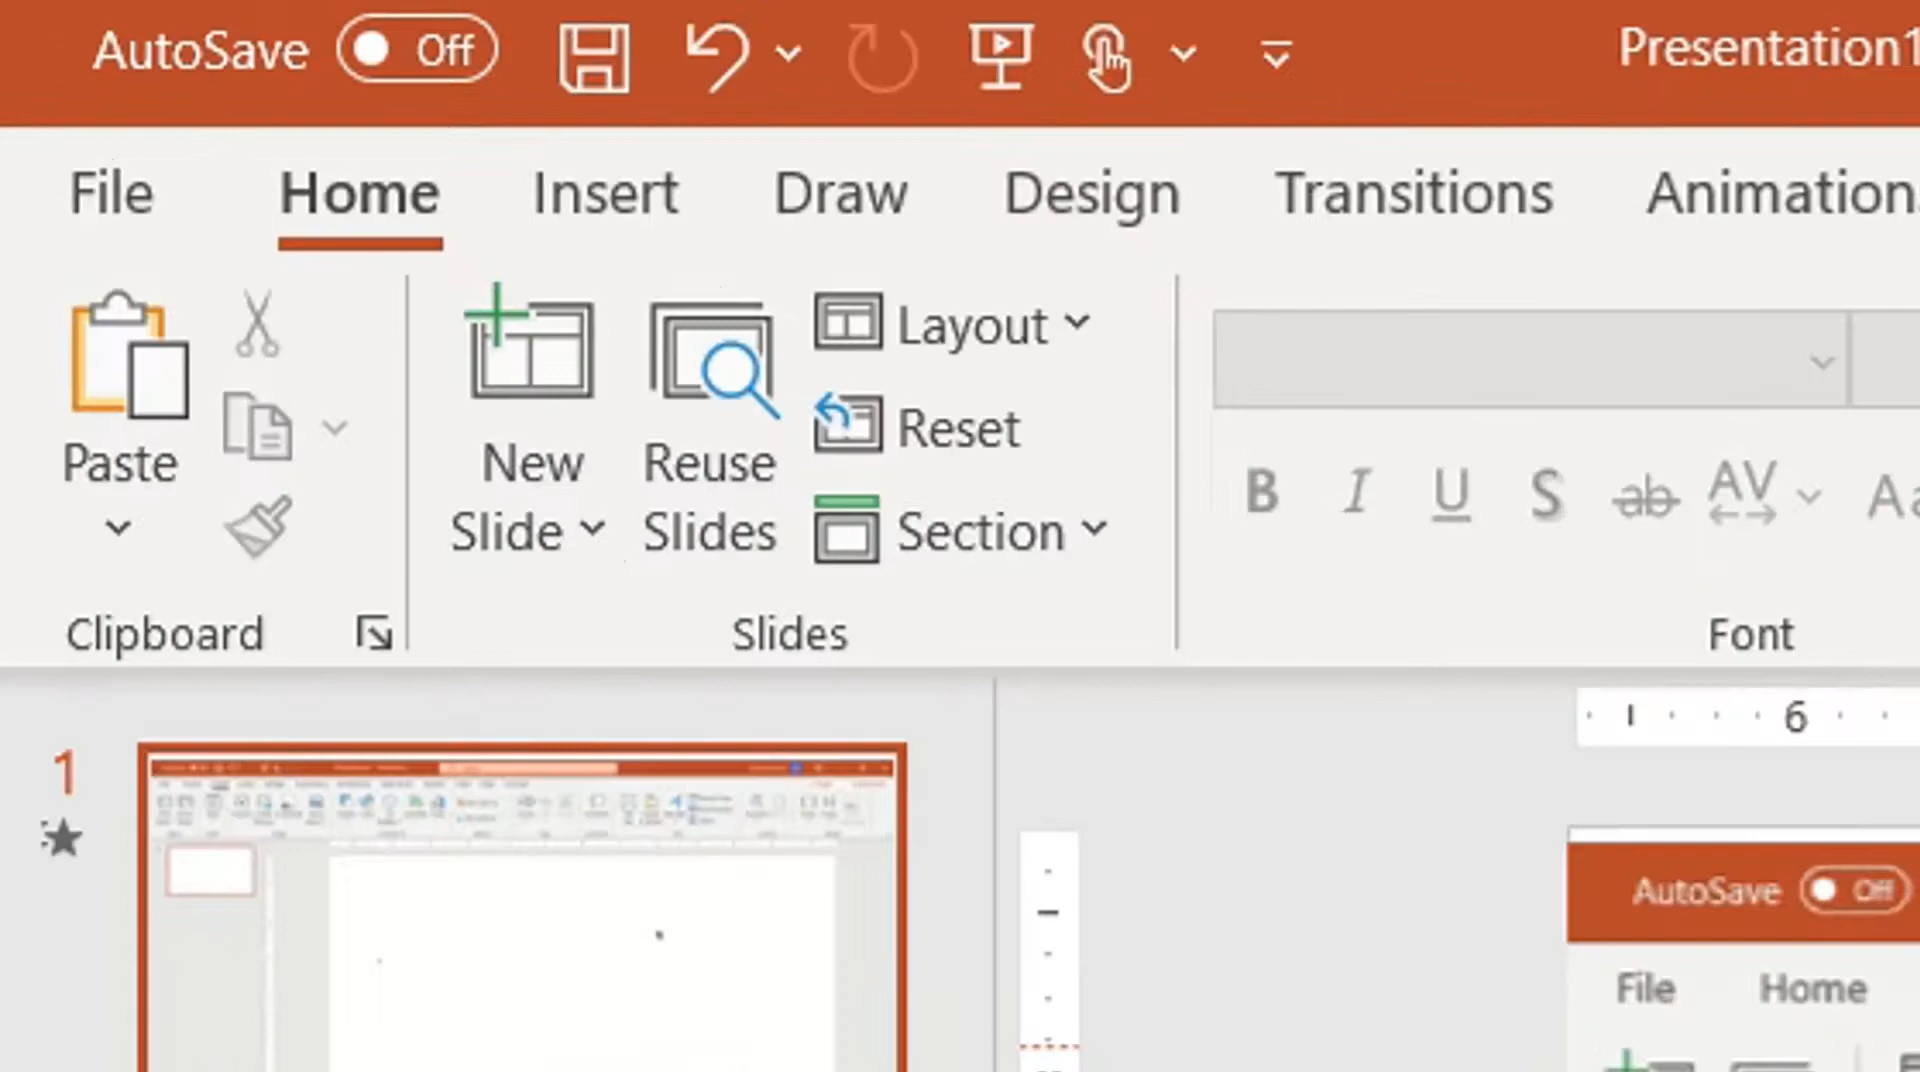 AutoSave Off Presentation1
File Home Insert Draw Design Transitions Animation
Paste New Slide Reuse Slides Layout
Reset
Section
B I U S ab AV Aa
Clipboard Slides Font
1
6
AutoSave Off
File Home